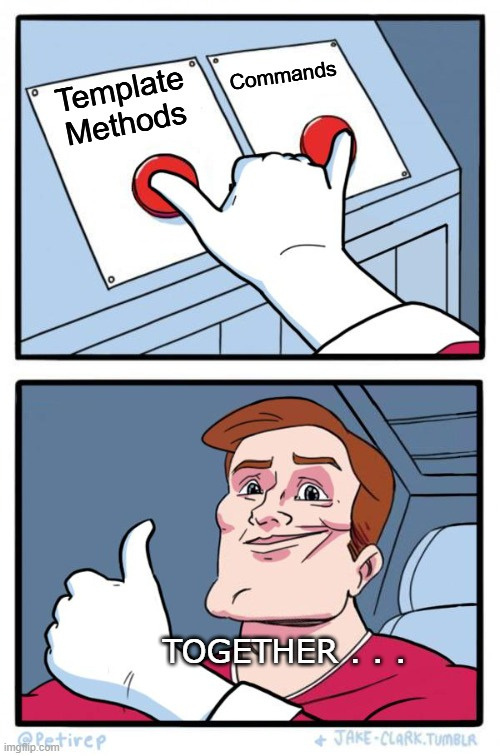 Template
Methods
Commands
TOGETHER . . .
imgflip.com
@Petirep
+ JAKE-CLARK.TUMBLR